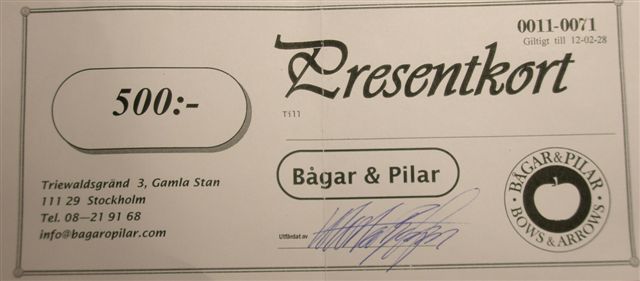 0011-0071
Giltigt till 12-02-28
Presentkort
500:-
Till
Triewaldsgränd 3, Gamla Stan
111 29 Stockholm
Tel. 08-21 91 68
info@bagaropilar.com
Bågar & Pilar
Utfärdat av
BÅGAR & PILAR
BOWS & ARROWS